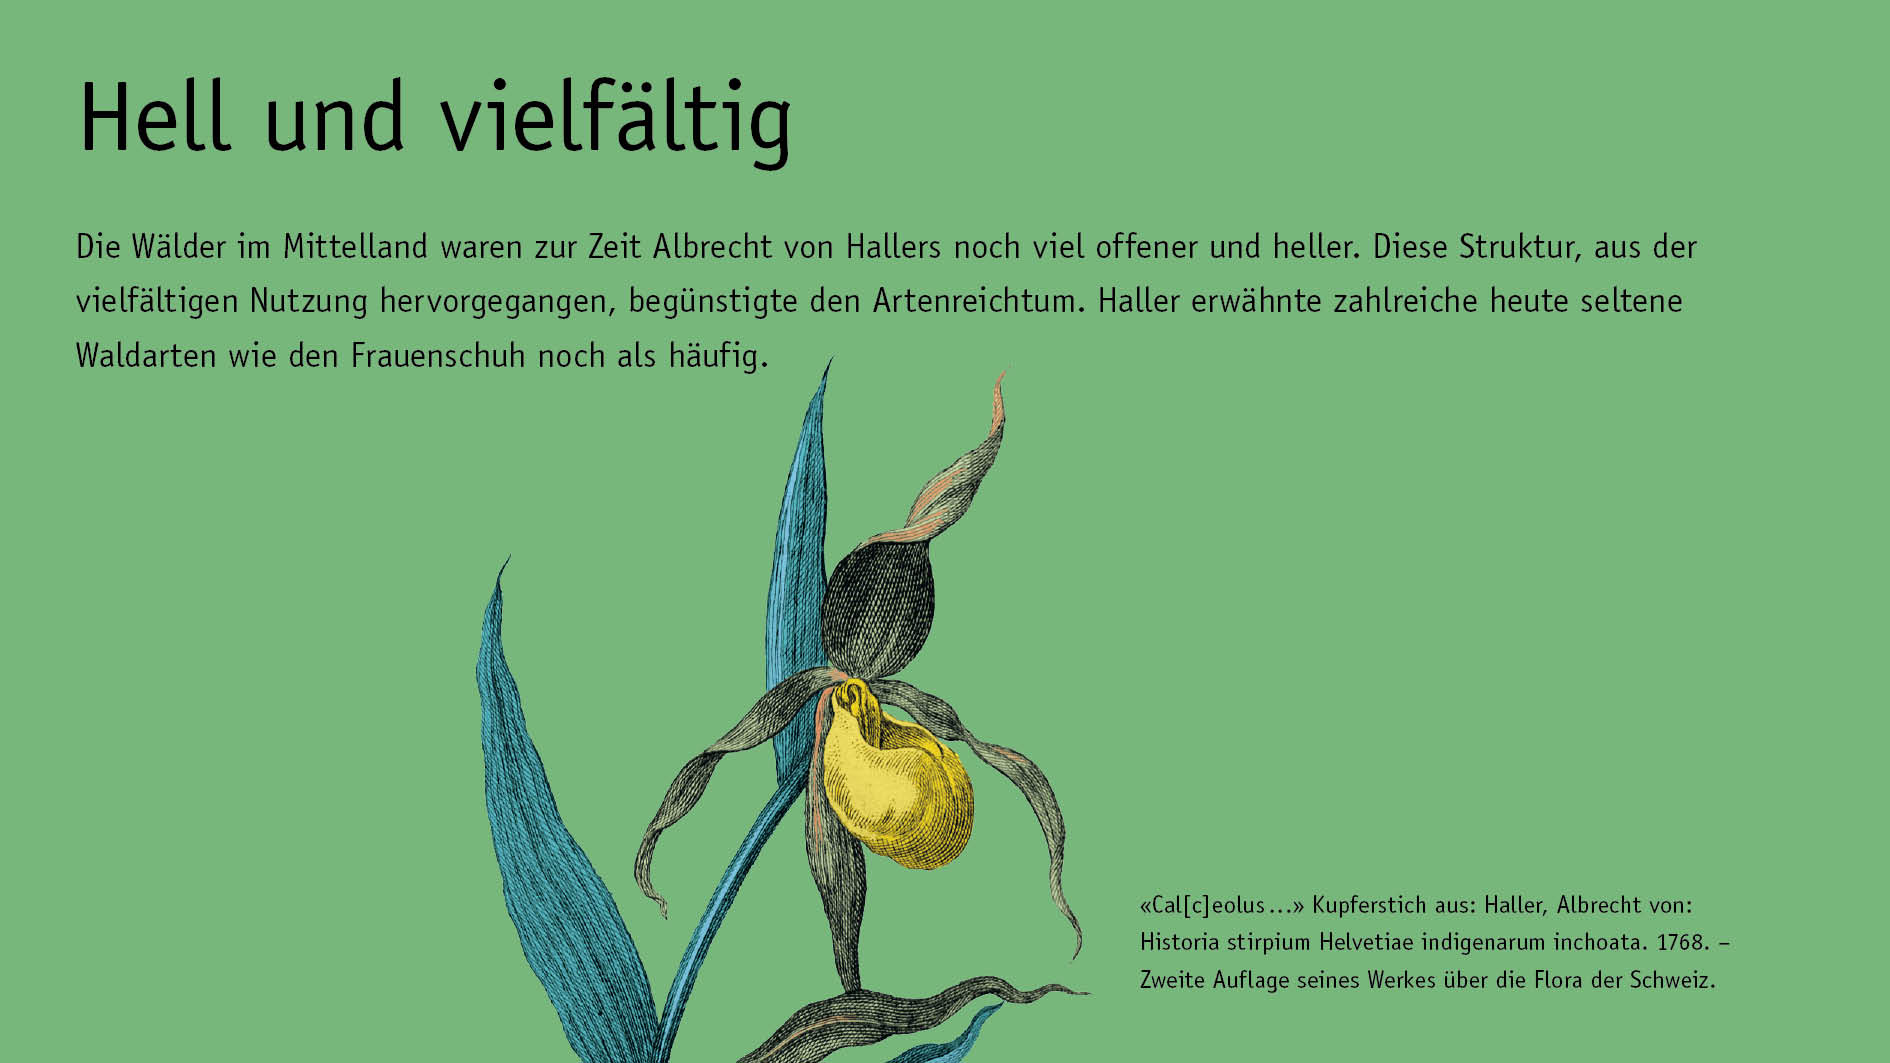 Hell und vielfältig
Die Wälder im Mittelland waren zur Zeit Albrecht von Hallers noch viel offener und heller. Diese Struktur, aus der
vielfältigen Nutzung hervorgegangen, begünstigte den Artenreichtum. Haller erwähnte zahlreiche heute seltene
Waldarten wie den Frauenschuh noch als häufig.
«Cal[c]eolus…» Kupferstich aus: Haller, Albrecht von:
Historia stirpium Helvetiae indigenarum inchoata. 1768. –
Zweite Auflage seines Werkes über die Flora der Schweiz.